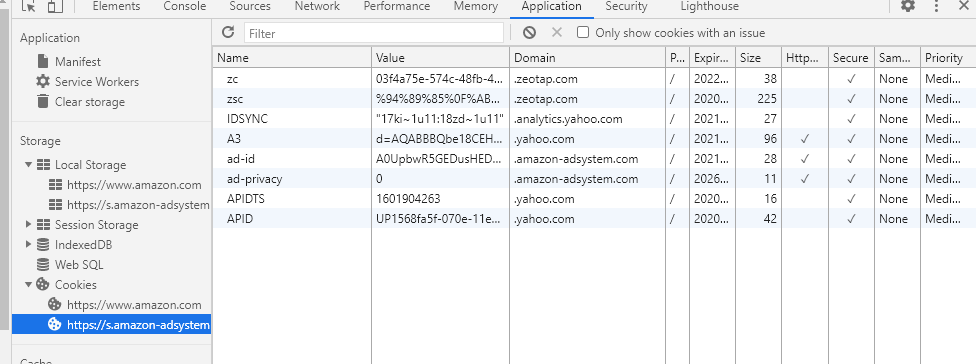 Elements Console Sources Network Performance Memory Application Security Lighthouse
Application
Manifest
Service Workers
Clear storage
Storage
Local Storage
https://www.amazon.com
https://s.amazon-adsystem
Session Storage
IndexedDB
Web SQL
Cookies
https://www.amazon.com
https://s.amazon-adsystem
Cache
Filter Only show cookies with an issue
Name Value Domain P... Expir... Size Http... Secure Sam... Priority
zc 03f4a75e-574c-48fb-4... .zeotap.com / 2022... 38 ✓ None Medi...
zsc %94%89%85%0F%AB... .zeotap.com / 2020... 225 ✓ None Medi...
IDSYNC "17ki~1u11:18zd~1u11" .analytics.yahoo.com / 2021... 27 ✓ None Medi...
A3 d=AQABBBQbe18CEH... .yahoo.com / 2021... 96 ✓ ✓ None Medi...
ad-id A0UpbwR5GEDusHED... .amazon-adsystem.com / 2021... 28 ✓ ✓ None Medi...
ad-privacy 0 .amazon-adsystem.com / 2026... 11 ✓ ✓ None Medi...
APIDTS 1601904263 .yahoo.com / 2020... 16 ✓ None Medi...
APID UP1568fa5f-070e-11e... .yahoo.com / 2020... 42 ✓ None Medi...